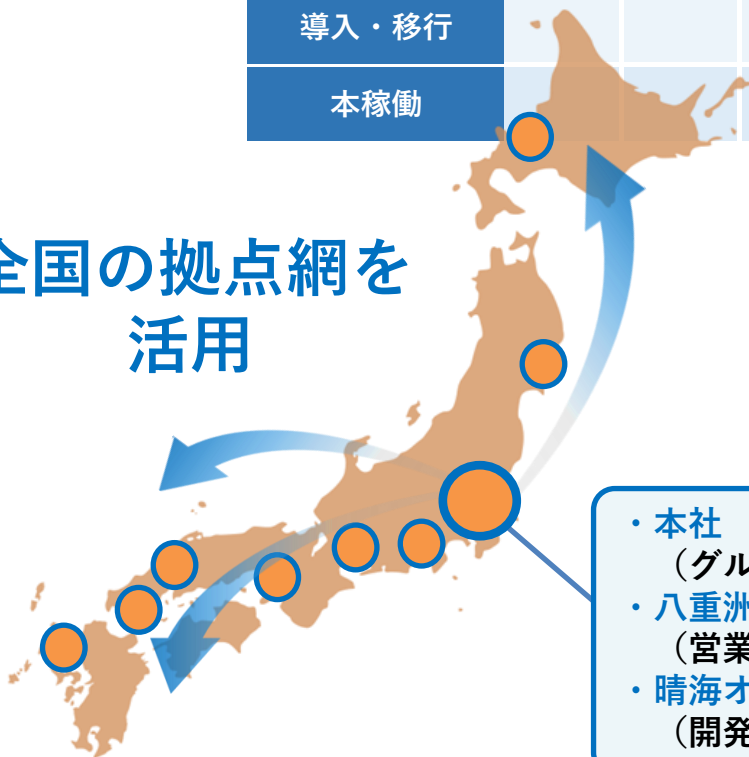 導入・移行
本稼働
全国の拠点網を
活用
・本社
（グル
・八重洲
（営業
・晴海オ
（開発